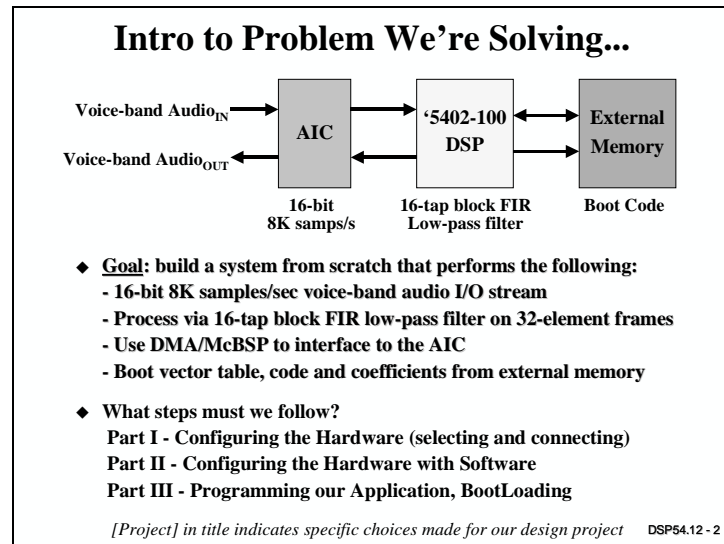 Intro to Problem We're Solving...
Voice-band AudioIN
Voice-band AudioOUT
AIC
‘5402-100
DSP
External
Memory
16-bit
8K samps/s
16-tap block FIR
Low-pass filter
Boot Code
◆ Goal: build a system from scratch that performs the following:
- 16-bit 8K samples/sec voice-band audio I/O stream
- Process via 16-tap block FIR low-pass filter on 32-element frames
- Use DMA/McBSP to interface to the AIC
- Boot vector table, code and coefficients from external memory
◆ What steps must we follow?
Part I - Configuring the Hardware (selecting and connecting)
Part II - Configuring the Hardware with Software
Part III - Programming our Application, BootLoading
[Project] in title indicates specific choices made for our design project
DSP54.12 - 2